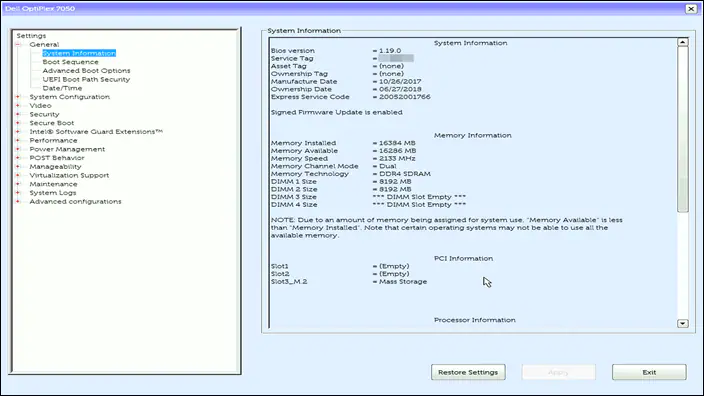 Dell OptiPlex 7050
Settings
General
System Information
Boot Sequence
Advanced Boot Options
UEFI Boot Path Security
Date/Time
System Configuration
Video
Security
Secure Boot
Intel® Software Guard Extensions™
Performance
Power Management
POST Behavior
Manageability
Virtualization Support
Maintenance
System Logs
Advanced configurations
System Information
System Information
Bios version = 1.19.0
Service Tag =
Asset Tag = (none)
Ownership Tag = (none)
Manufacture Date = 10/26/2017
Ownership Date = 06/27/2018
Express Service Code = 20052001766
Signed Firmware Update is enabled
Memory Information
Memory Installed = 16384 MB
Memory Available = 16286 MB
Memory Speed = 2133 MHz
Memory Channel Mode = Dual
Memory Technology = DDR4 SDRAM
DIMM 1 Size = 8192 MB
DIMM 2 Size = 8192 MB
DIMM 3 Size *** DIMM Slot Empty ***
DIMM 4 Size *** DIMM Slot Empty ***
NOTE: Due to an amount of memory being assigned for system use, "Memory Available" is less
than "Memory Installed". Note that certain operating systems may not be able to use all the
available memory.
PCI Information
Slot1 = (Empty)
Slot2 = (Empty)
Slot3_M.2 = Mass Storage
Processor Information
Restore Settings
Apply
Exit